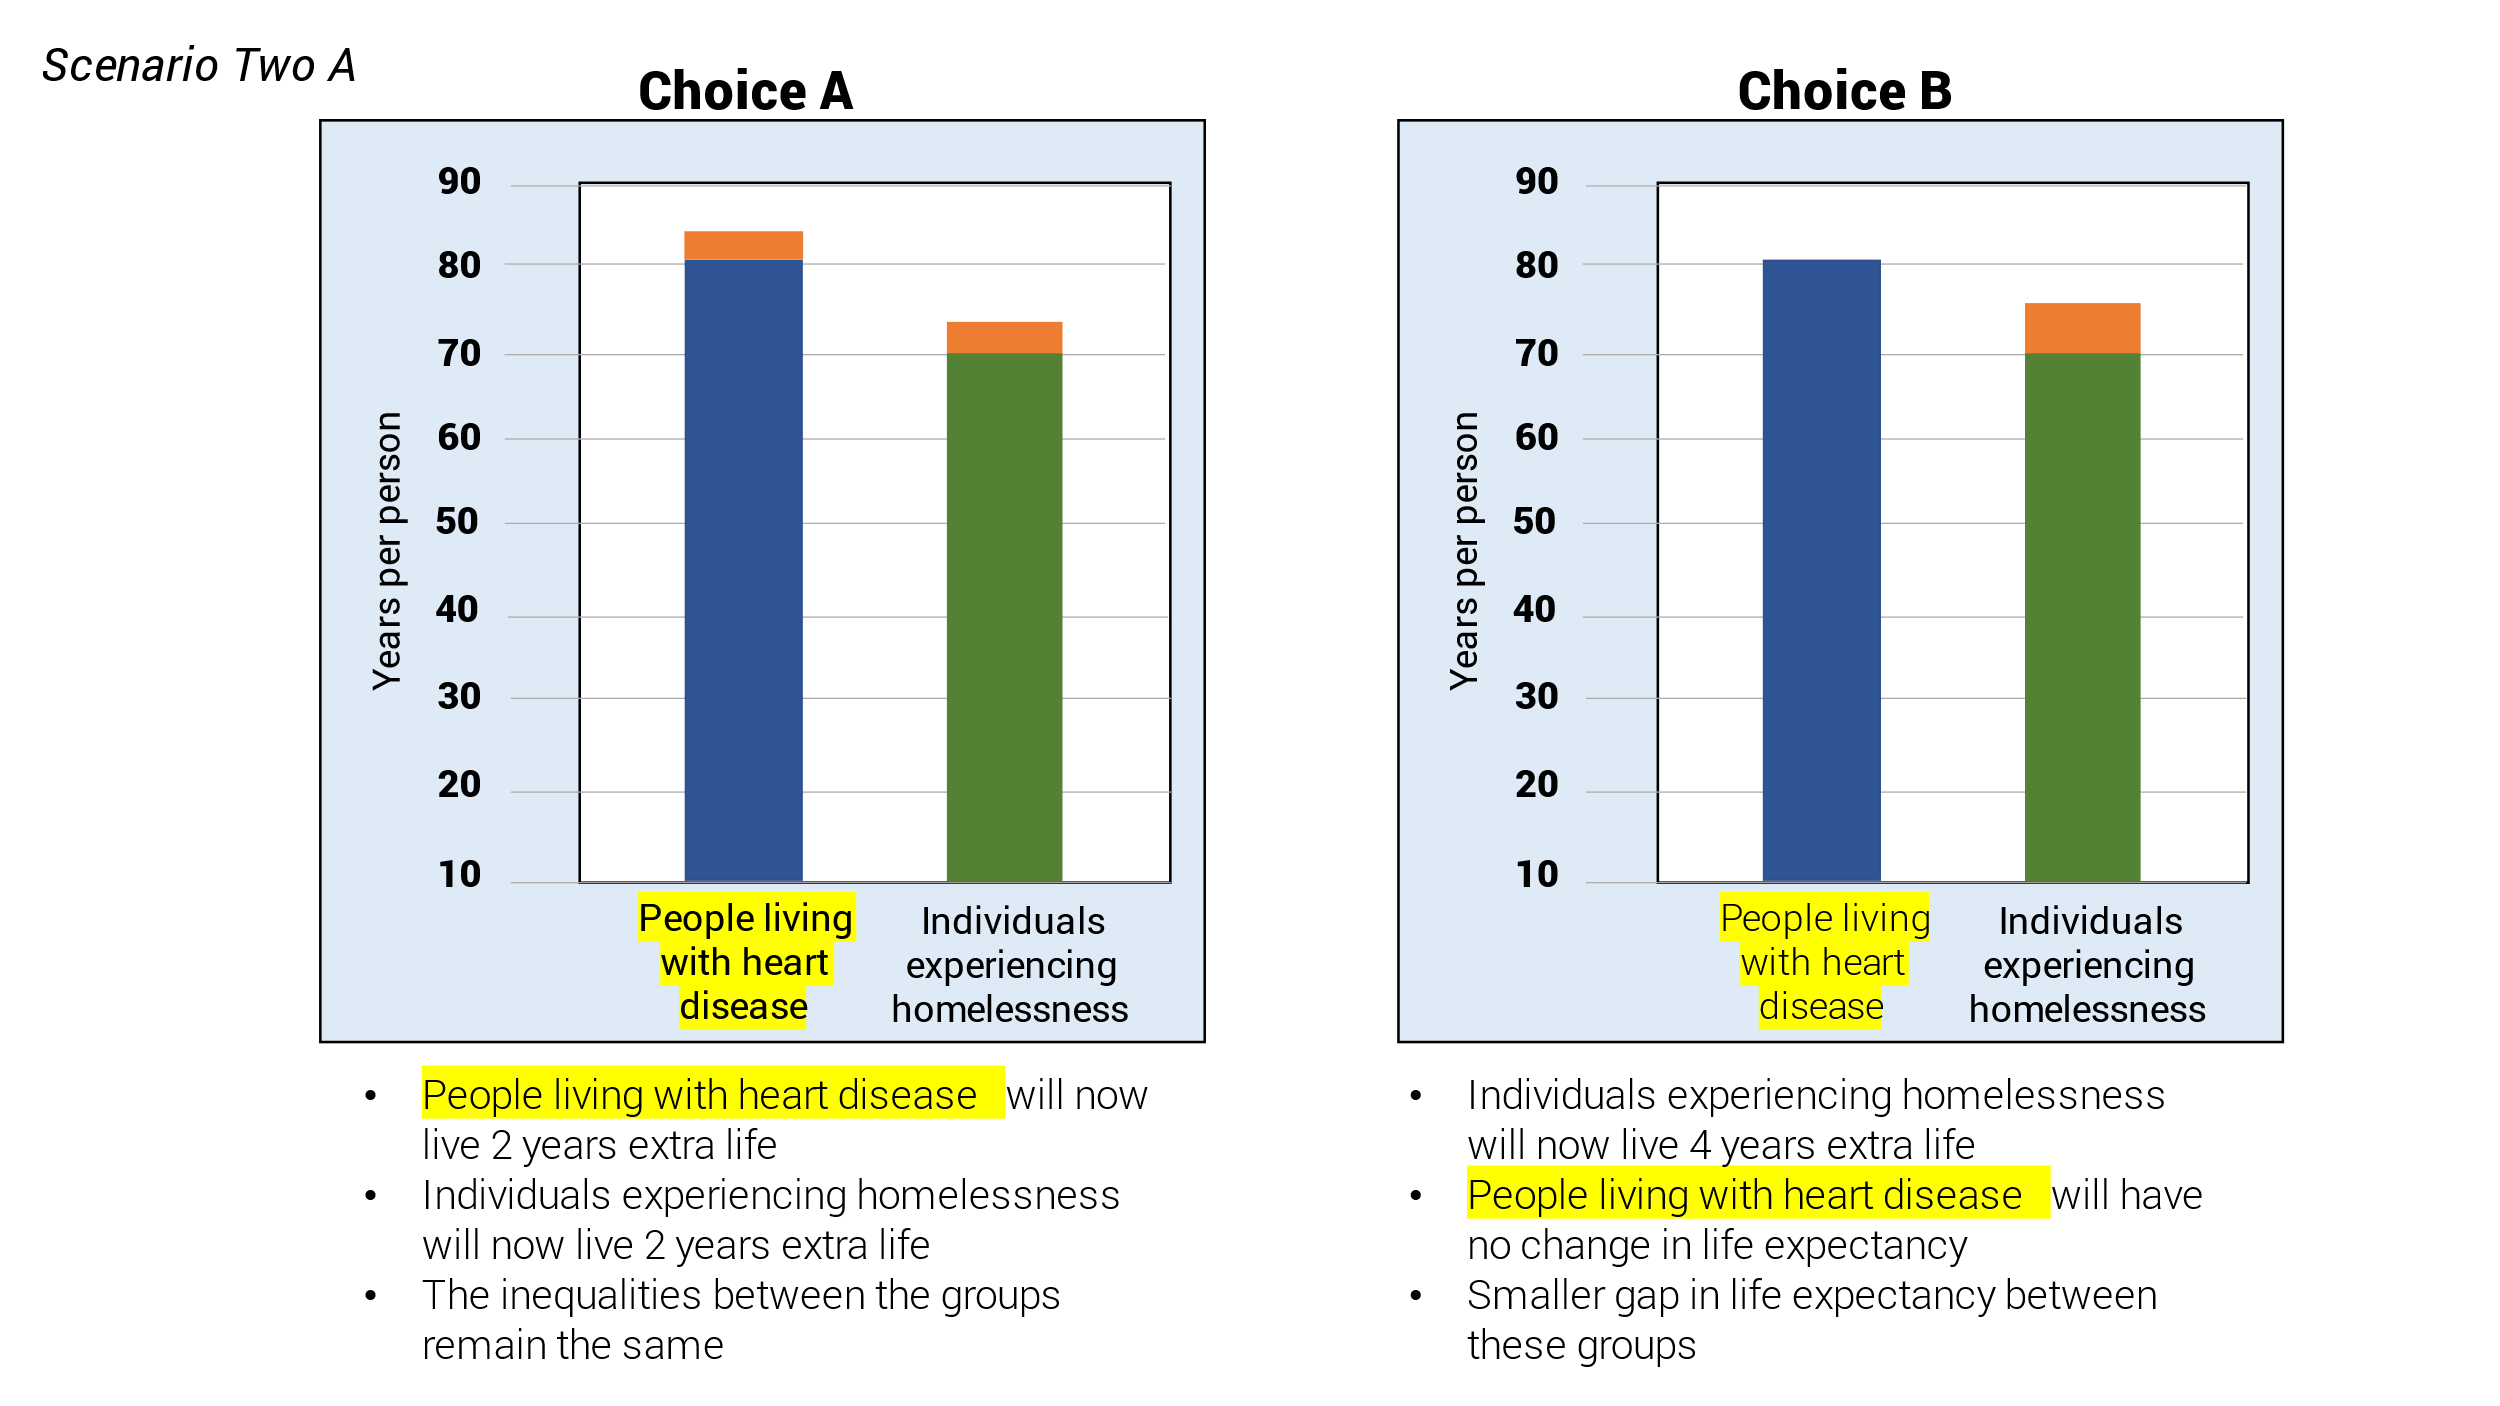 Scenario Two A
Choice A
90
80
70
60
50
40
30
20
10
Years per person
People living
with heart
disease
Individuals
experiencing
homelessness
• People living with heart disease will now
live 2 years extra life
• Individuals experiencing homelessness
will now live 2 years extra life
• The inequalities between the groups
remain the same
Choice B
90
80
70
60
50
40
30
20
10
Years per person
People living
with heart
disease
Individuals
experiencing
homelessness
• Individuals experiencing homelessness
will now live 4 years extra life
• People living with heart disease will have
no change in life expectancy
• Smaller gap in life expectancy between
these groups